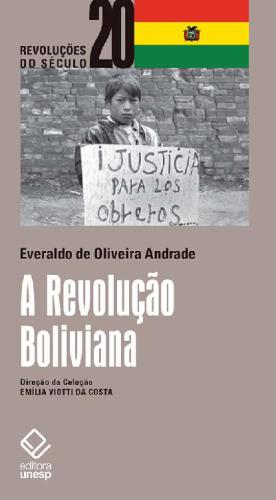 REVOLUÇÕES
DO SÉCULO
20
¡JUSTICIA
PARA LOS
obreros...
Everaldo de Oliveira Andrade
A Revolução
Boliviana
Direção da Coleção
EMÍLIA VIOTTI DA COSTA
editora
unesp